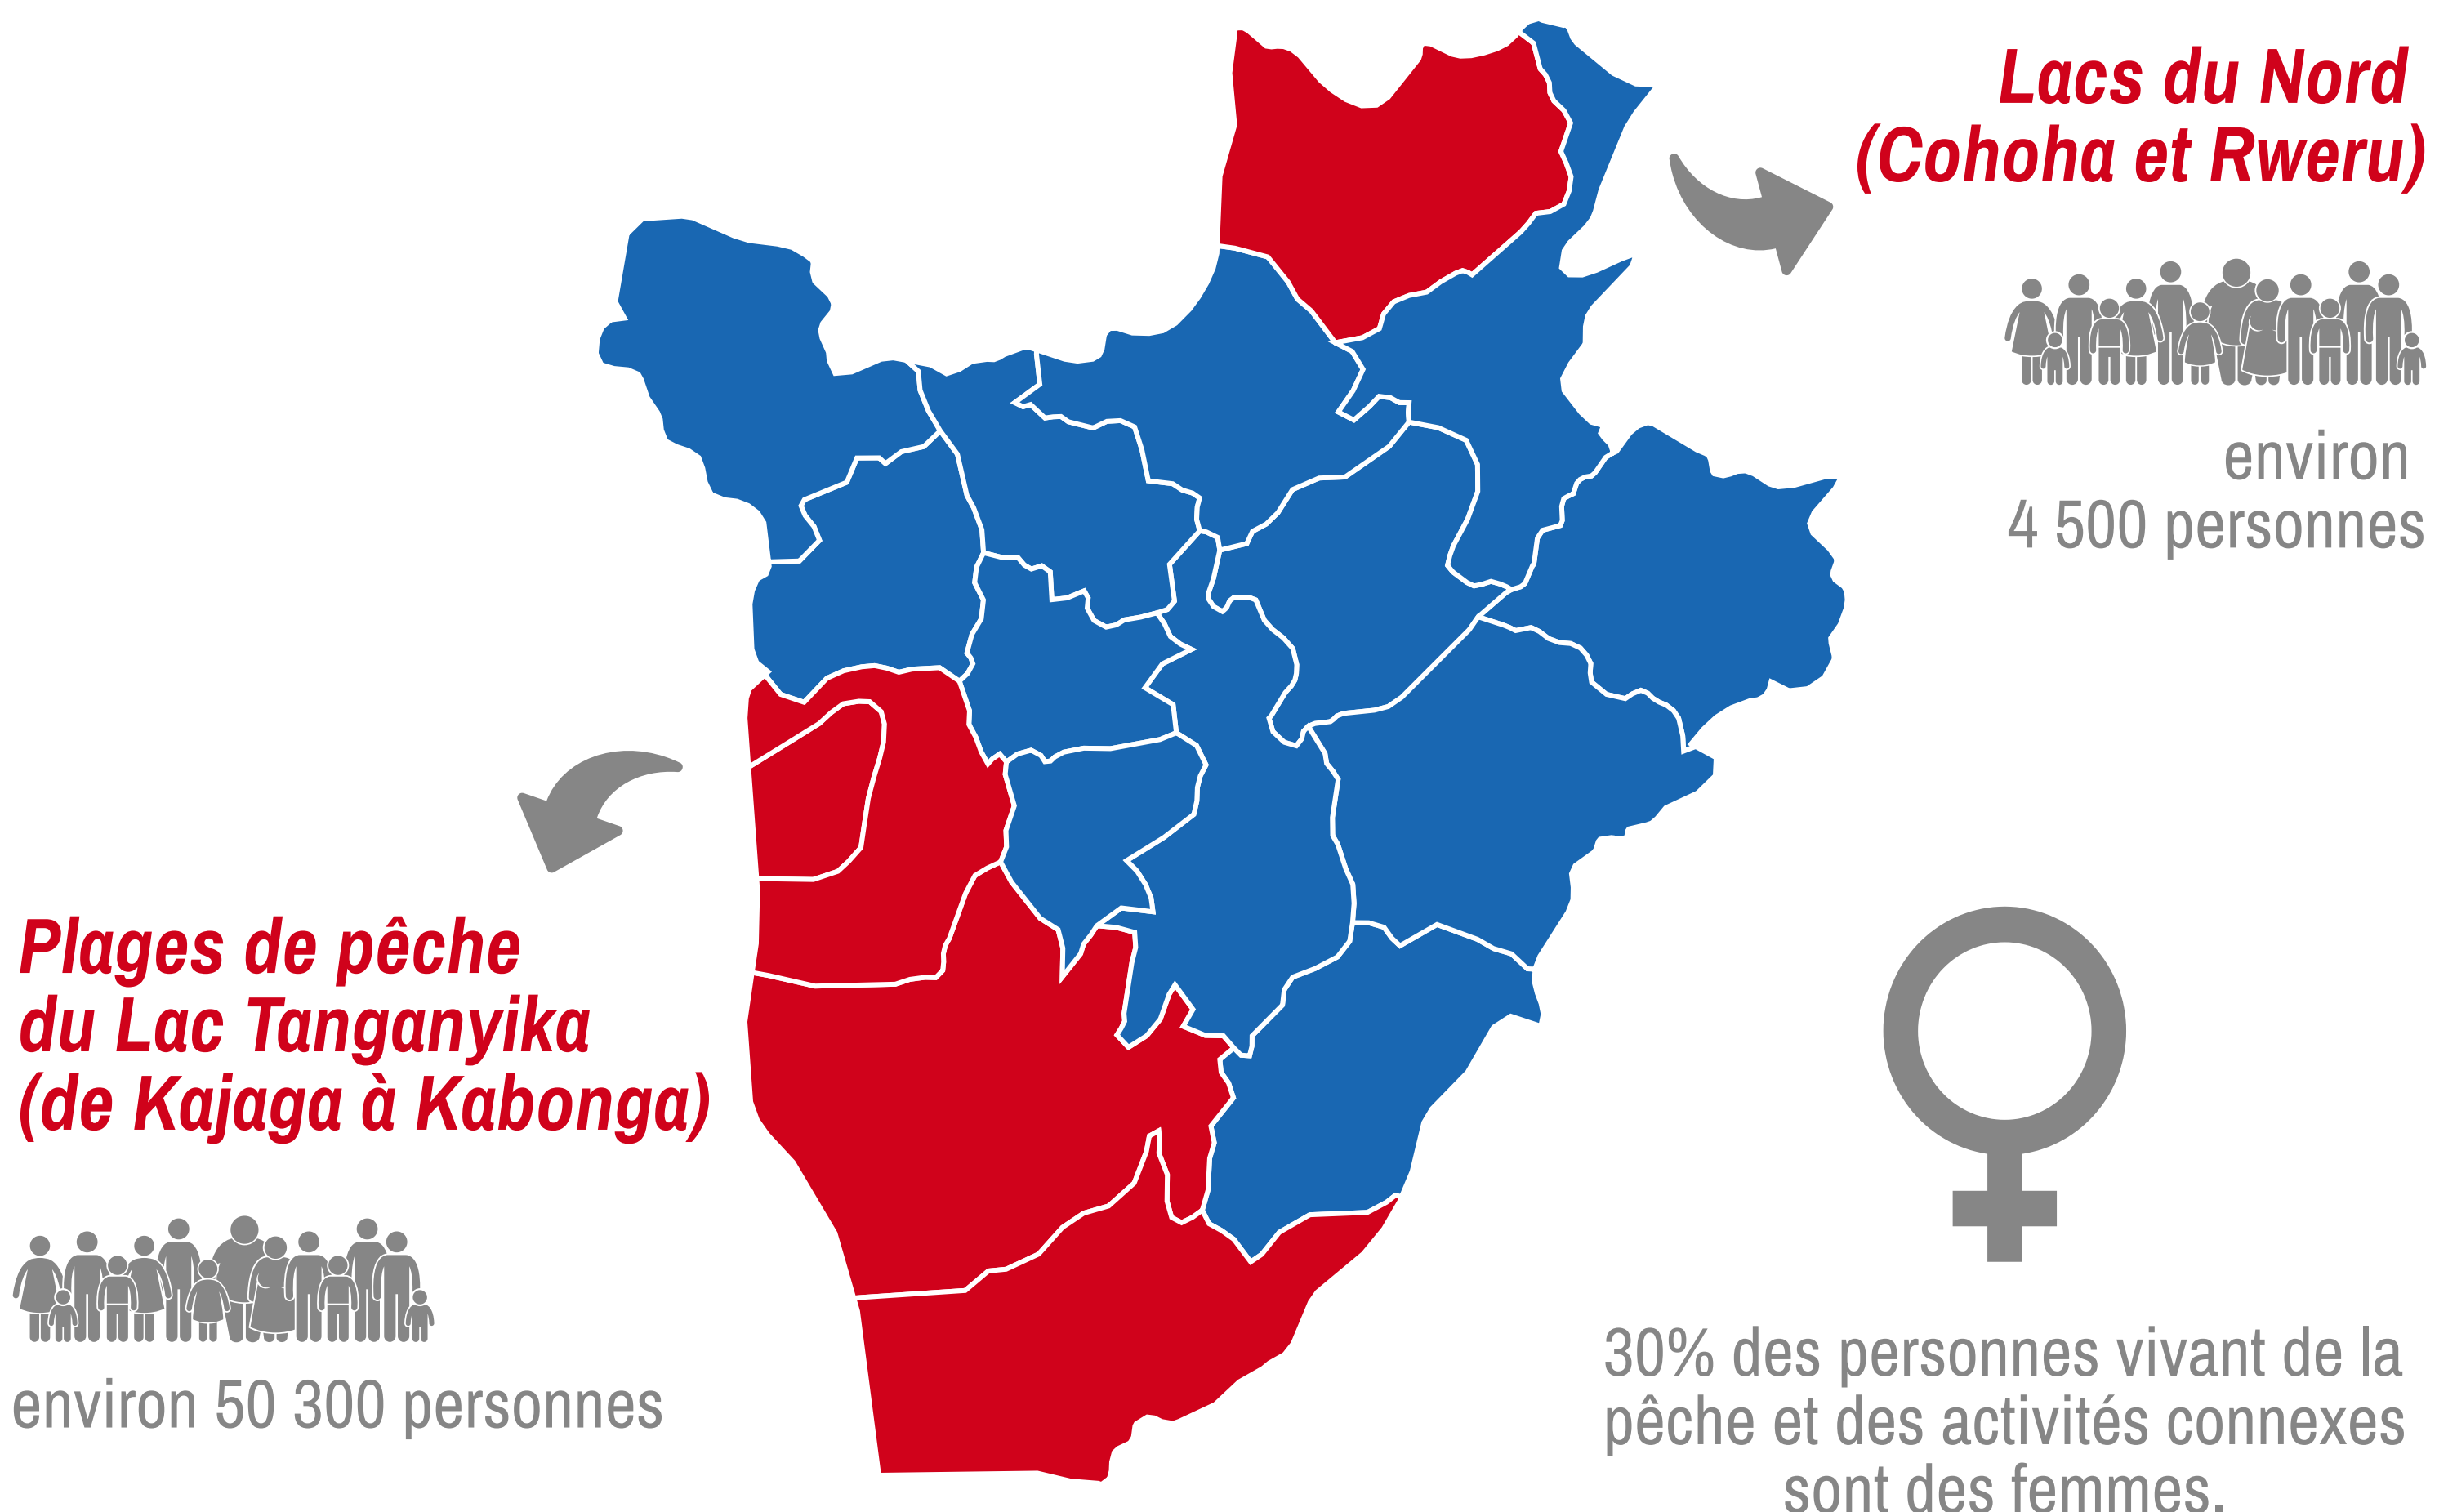 Lacs du Nord
(Cohoha et Rweru)
environ
4 500 personnes
Plages de pêche
du Lac Tanganyika
(de Kajaga à Kabonga)
environ 50 300 personnes
30% des personnes vivant de la
pêche et des activités connexes
sont des femmes.